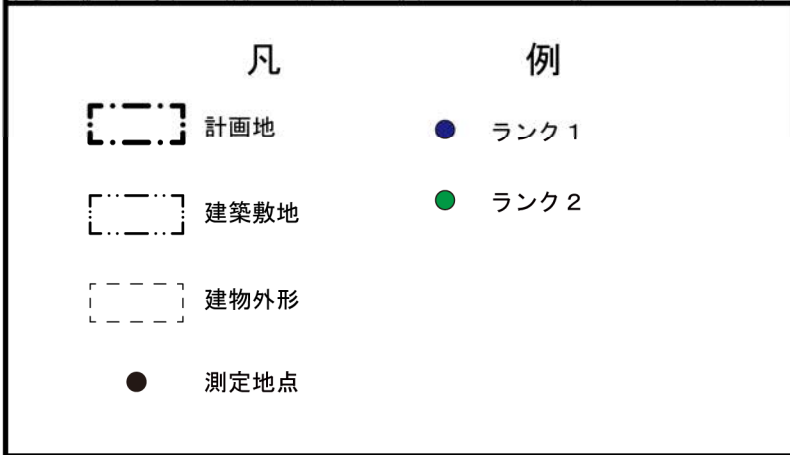 凡 例
計画地
建築敷地
建物外形
測定地点
ランク1
ランク2